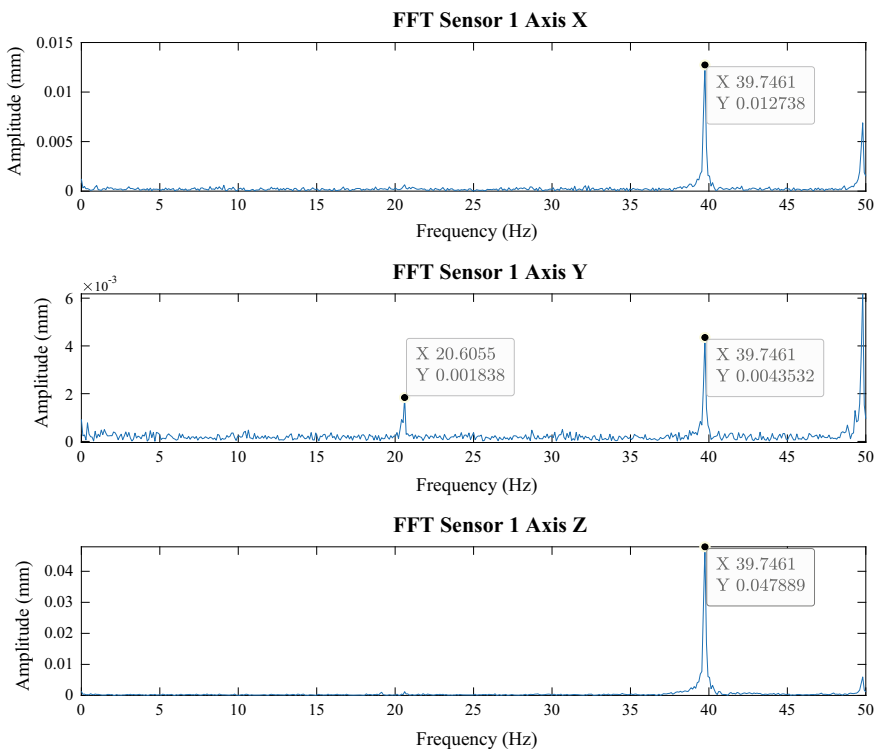 FFT Sensor 1 Axis X
Amplitude (mm)
0.015
0.01
0.005
0
X 39.7461
Y 0.012738
0 5 10 15 20 25 30 35 40 45 50
Frequency (Hz)
FFT Sensor 1 Axis Y
×10⁻³
Amplitude (mm)
6
4
2
0
X 20.6055
Y 0.001838
X 39.7461
Y 0.0043532
0 5 10 15 20 25 30 35 40 45 50
Frequency (Hz)
FFT Sensor 1 Axis Z
Amplitude (mm)
0.04
0.03
0.02
0.01
0
X 39.7461
Y 0.047889
0 5 10 15 20 25 30 35 40 45 50
Frequency (Hz)